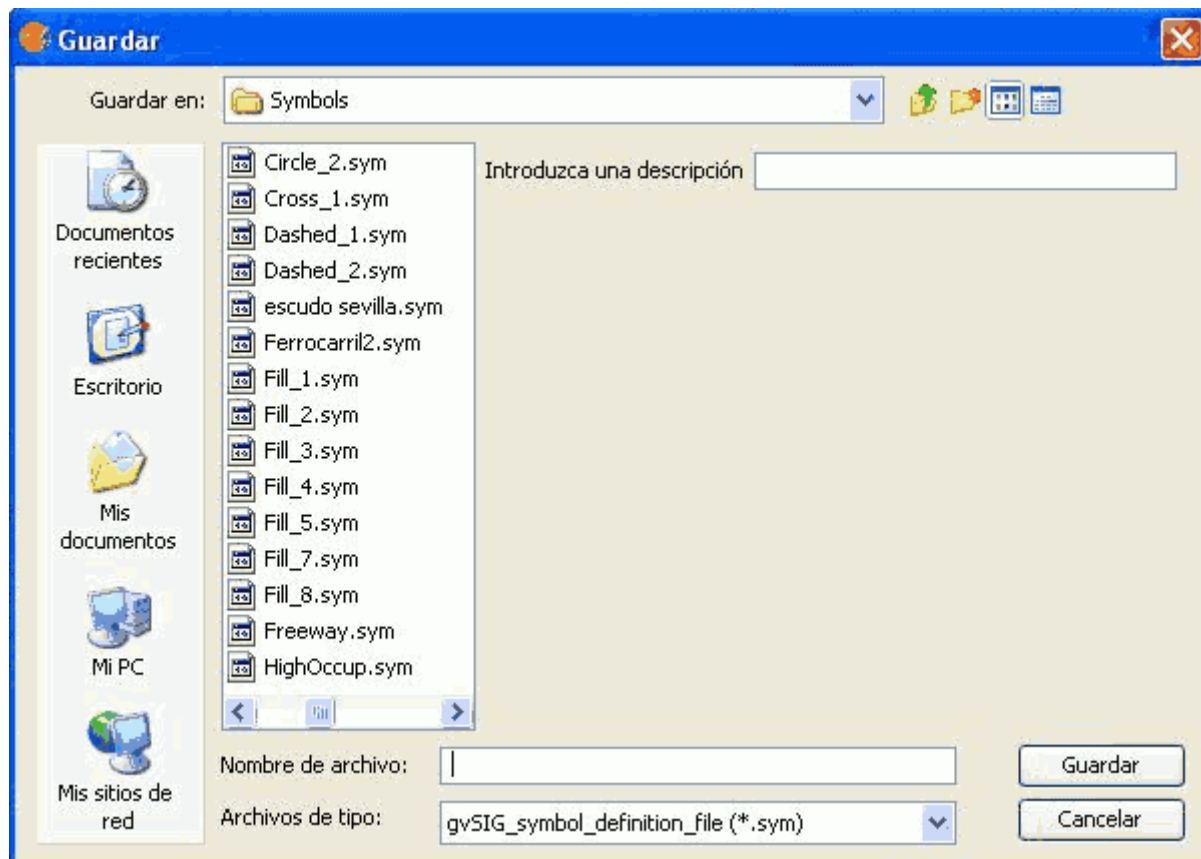 Guardar
Guardar en:
Symbols
Documentos
recientes
Escritorio
Mis
documentos
Mi PC
Mis sitios de
red
Circle_2.sym
Cross_1.sym
Dashed_1.sym
Dashed_2.sym
escudo sevilla.sym
Ferrocarril2.sym
Fill_1.sym
Fill_2.sym
Fill_3.sym
Fill_4.sym
Fill_5.sym
Fill_7.sym
Fill_8.sym
Freeway.sym
HighOccup.sym
Introduzca una descripción
Nombre de archivo:
Guardar
Archivos de tipo:
gvSIG_symbol_definition_file (*.sym)
Cancelar